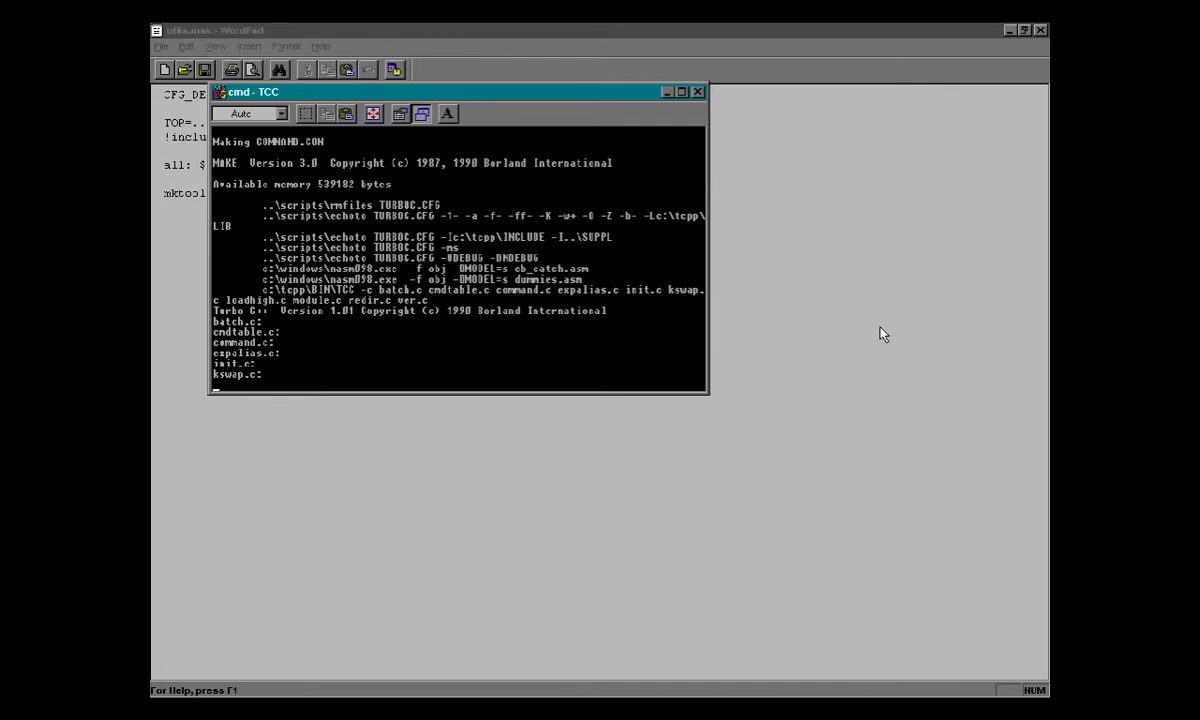 utils.mak - WordPad
File Edit View Insert Format Help
CFG_DE
TOP=..
!inclu
all: $
mktool
cmd - TCC
Auto
A
Making COMMAND.COM
MAKE Version 3.0 Copyright (c) 1987, 1990 Borland International
Available memory 539182 bytes
..\scripts\rmfiles TURBOC.CFG
..\scripts\echoto TURBOC.CFG -1- -a -f- -ff- -K -w+ -O -Z -b- -Lc:\tcpp\
LIB
..\scripts\echoto TURBOC.CFG -Ic:\tcpp\INCLUDE -I..\SUPPL
..\scripts\echoto TURBOC.CFG -ms
..\scripts\echoto TURBOC.CFG -UDEBUG -DNDEBUG
c:\windows\nasm098.exe -f obj -DMODEL=s cb_catch.asm
c:\windows\nasm098.exe -f obj -DMODEL=s dummies.asm
c:\tcpp\BIN\TCC -c batch.c cmdtable.c command.c expalias.c init.c kswap.
c loadhigh.c module.c redir.c ver.c
Turbo C++ Version 1.01 Copyright (c) 1990 Borland International
batch.c:
cmdtable.c:
command.c:
expalias.c:
init.c:
kswap.c:
For Help, press F1
NUM